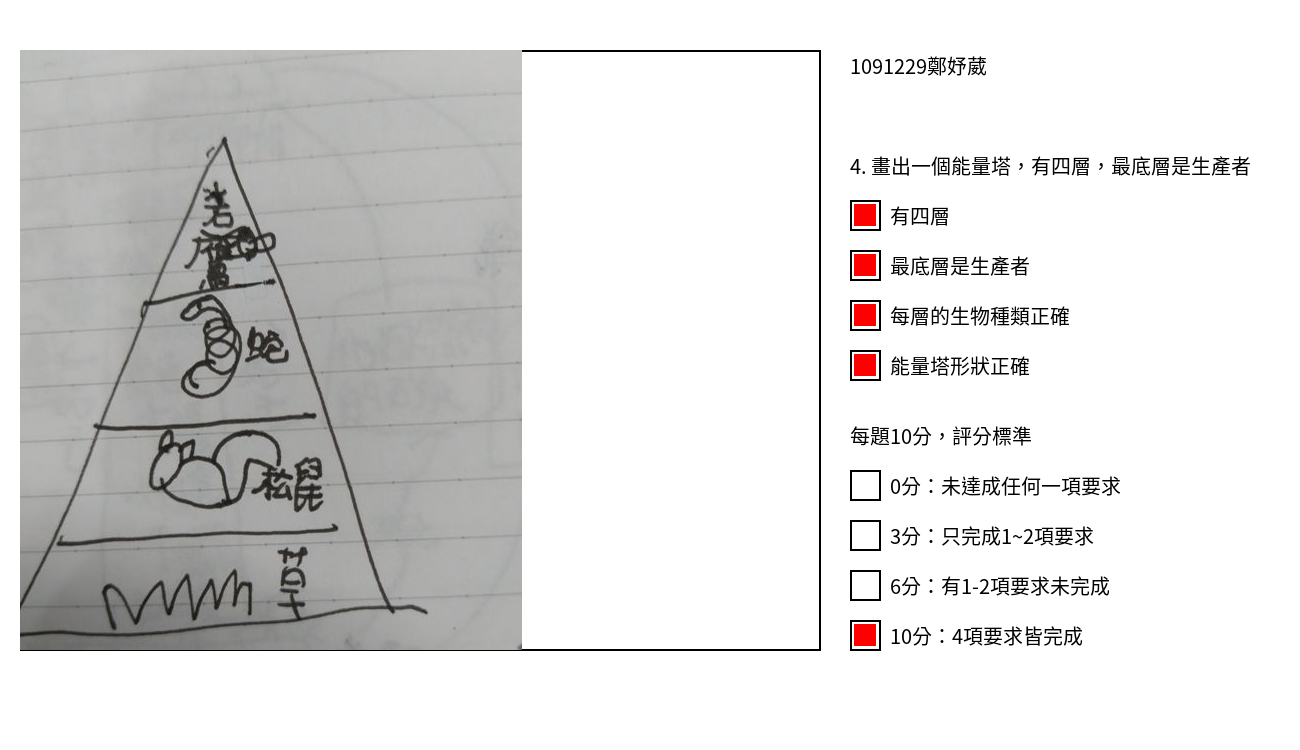 老
鷹
蛇
松鼠
草
1091229鄭妤葳
4. 畫出一個能量塔，有四層，最底層是生產者
有四層
最底層是生產者
每層的生物種類正確
能量塔形狀正確
每題10分，評分標準
0分：未達成任何一項要求
3分：只完成1~2項要求
6分：有1-2項要求未完成
10分：4項要求皆完成